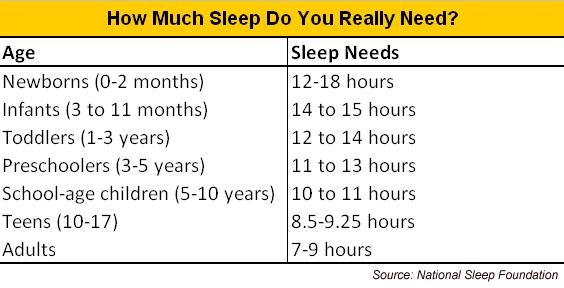 How Much Sleep Do You Really Need?
Age Sleep Needs
Newborns (0-2 months) 12-18 hours
Infants (3 to 11 months) 14 to 15 hours
Toddlers (1-3 years) 12 to 14 hours
Preschoolers (3-5 years) 11 to 13 hours
School-age children (5-10 years) 10 to 11 hours
Teens (10-17) 8.5-9.25 hours
Adults 7-9 hours
Source: National Sleep Foundation